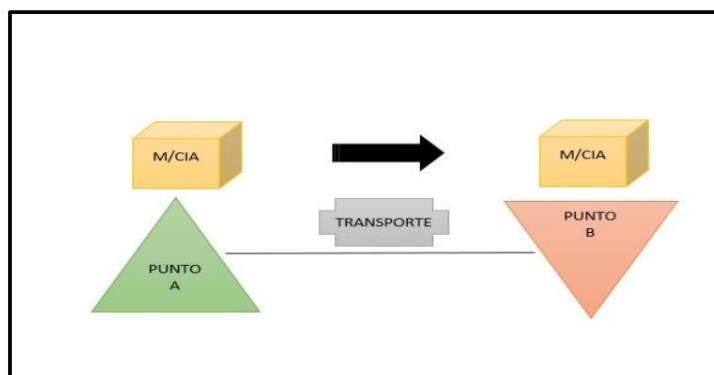 M/CIA
M/CIA
TRANSPORTE
PUNTO
A
PUNTO
B